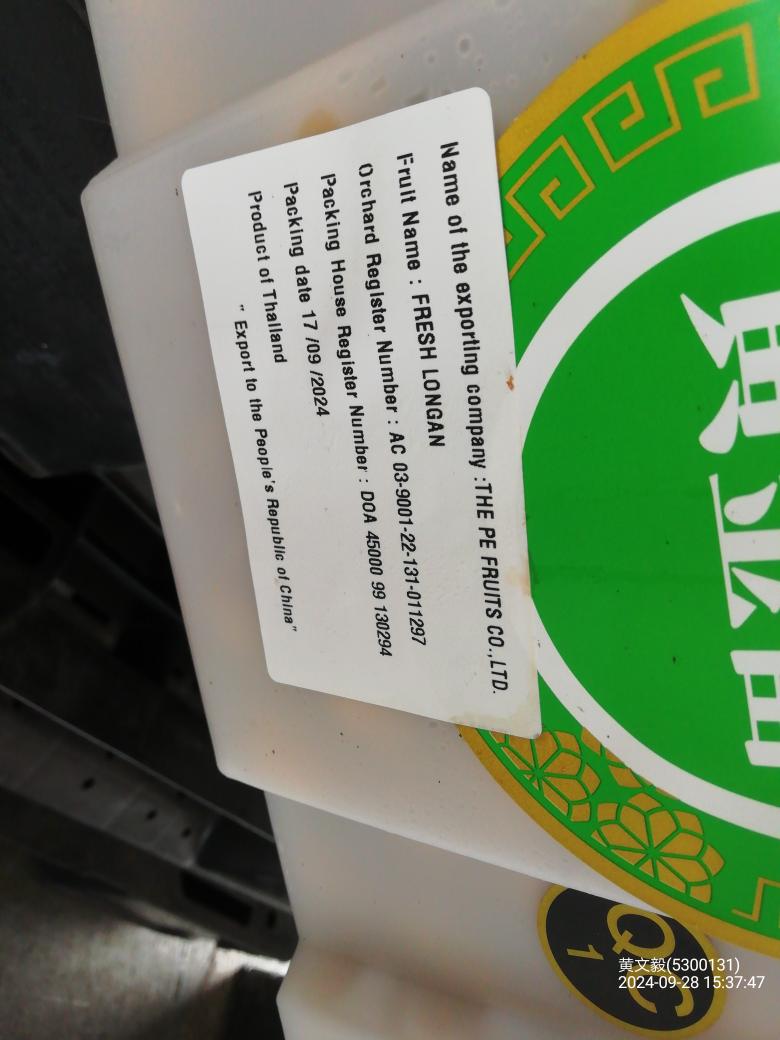 Name of the exporting company :THE PE FRUITS CO.,LTD.
Fruit Name : FRESH LONGAN
Orchard Register Number : AC 03-9001-22-131-011297
Packing House Register Number : DOA 45000 99 130294
Packing date 17 /09 /2024
Product of Thailand
" Export to the People's Republic of China"
QC
1
黄文毅(5300131)
2024-09-28 15:37:47